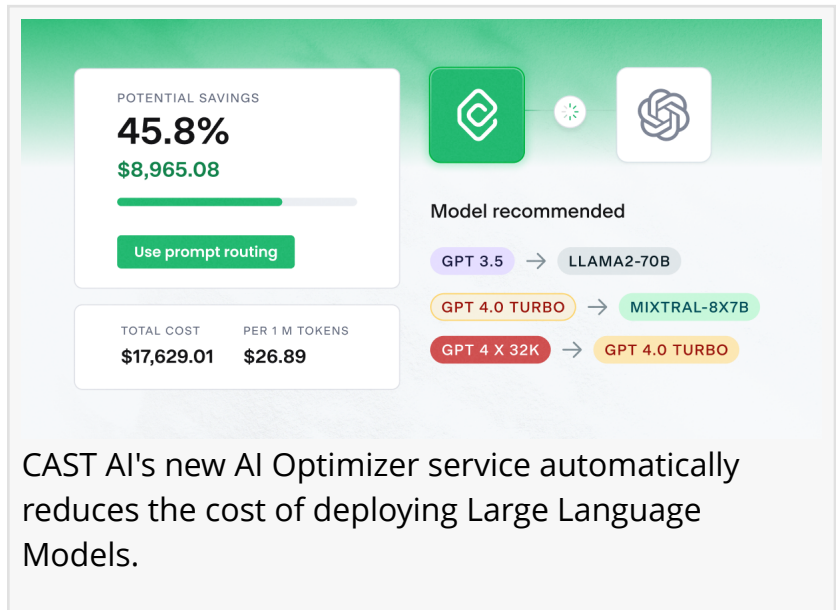 POTENTIAL SAVINGS
45.8%
$8,965.08
Use prompt routing
TOTAL COST PER 1 M TOKENS
$17,629.01 $26.89
Model recommended
GPT 3.5 → LLAMA2-70B
GPT 4.0 TURBO → MIXTRAL-8X7B
GPT 4 X 32K → GPT 4.0 TURBO
CAST AI's new AI Optimizer service automatically
reduces the cost of deploying Large Language
Models.